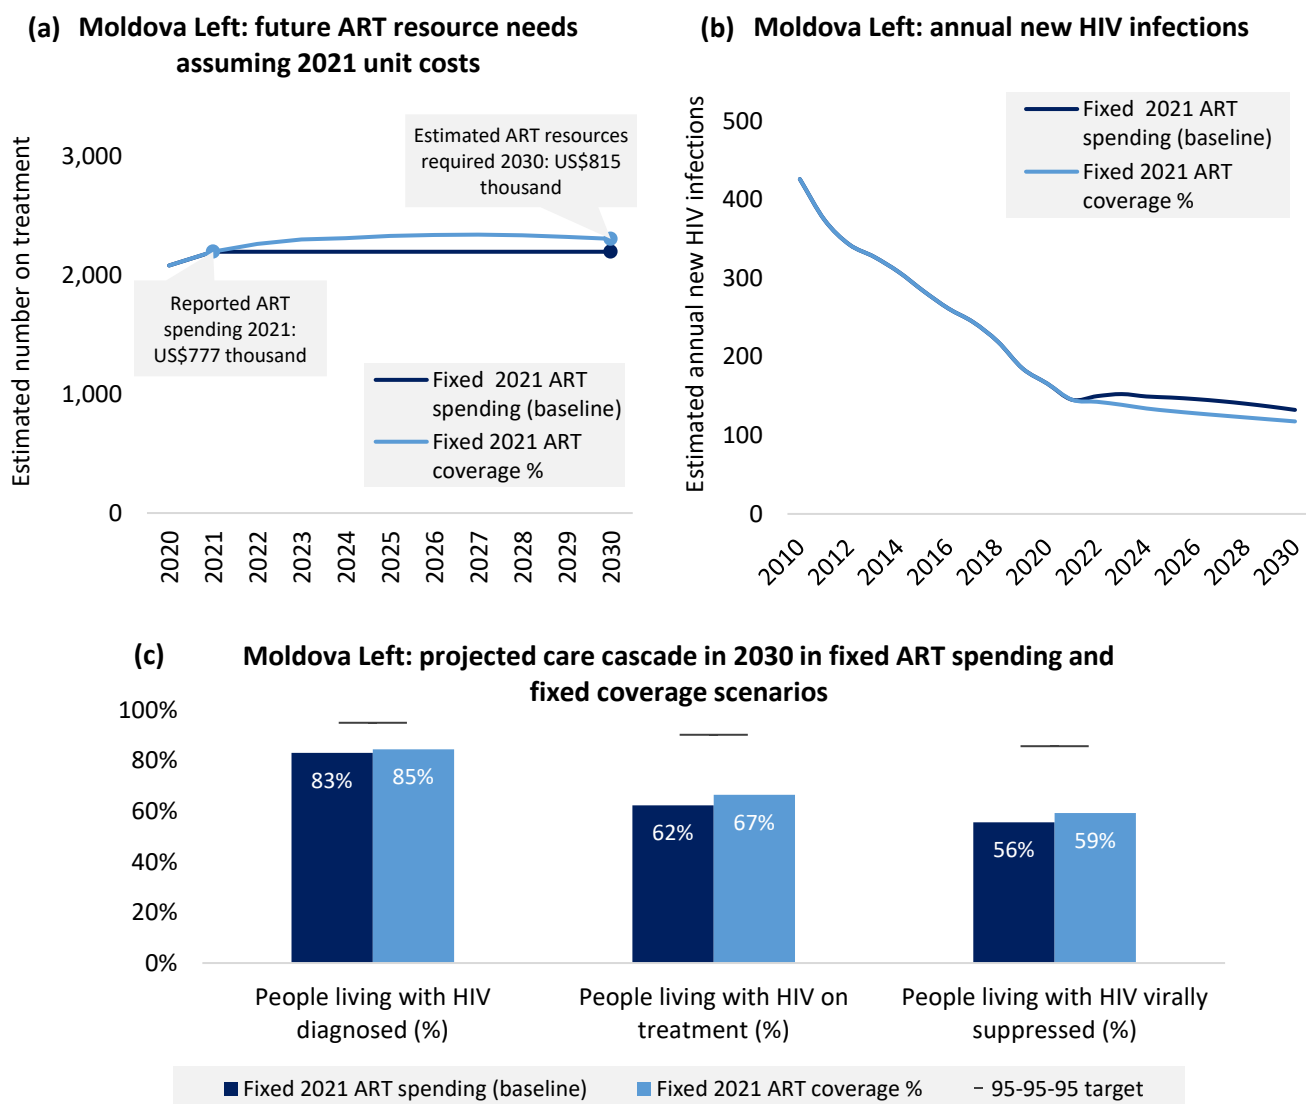 (a) Moldova Left: future ART resource needs
assuming 2021 unit costs
Estimated number on treatment
3,000
2,000
1,000
0
Estimated ART resources
required 2030: US$815
thousand
Reported ART
spending 2021:
US$777 thousand
Fixed 2021 ART
spending (baseline)
Fixed 2021 ART
coverage %
2020
2021
2022
2023
2024
2025
2026
2027
2028
2029
2030
(b) Moldova Left: annual new HIV infections
Estimated annual new HIV infections
500
400
300
200
100
0
Fixed 2021 ART
spending (baseline)
Fixed 2021 ART
coverage %
2010
2012
2014
2016
2018
2020
2022
2024
2026
2028
2030
(c) Moldova Left: projected care cascade in 2030 in fixed ART spending and
fixed coverage scenarios
100%
80%
60%
40%
20%
0%
83%
85%
62%
67%
56%
59%
People living with HIV
diagnosed (%)
People living with HIV on
treatment (%)
People living with HIV virally
suppressed (%)
Fixed 2021 ART spending (baseline)
Fixed 2021 ART coverage %
95-95-95 target